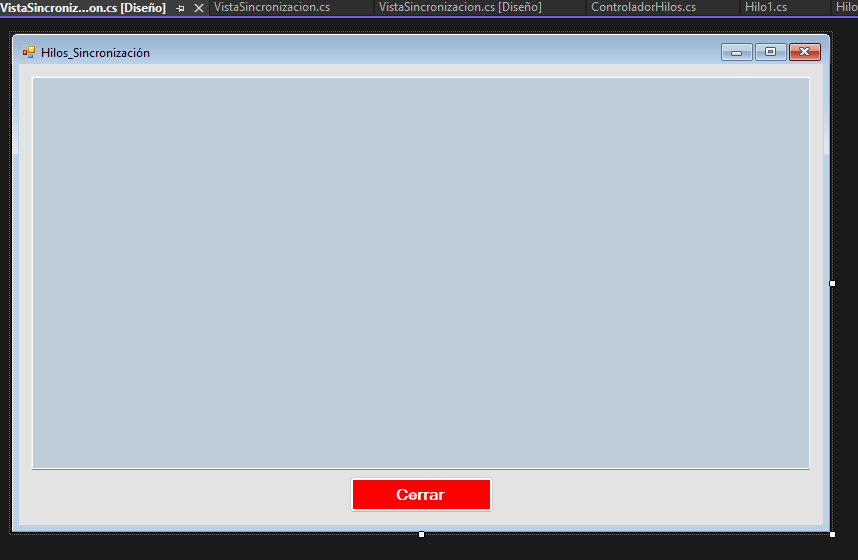 VistaSincroniz...on.cs [Diseño]
VistaSincronizacion.cs
VistaSincronizacion.cs [Diseño]
ControladorHilos.cs
Hilo1.cs
Hilo
Hilos_Sincronización
Cerrar